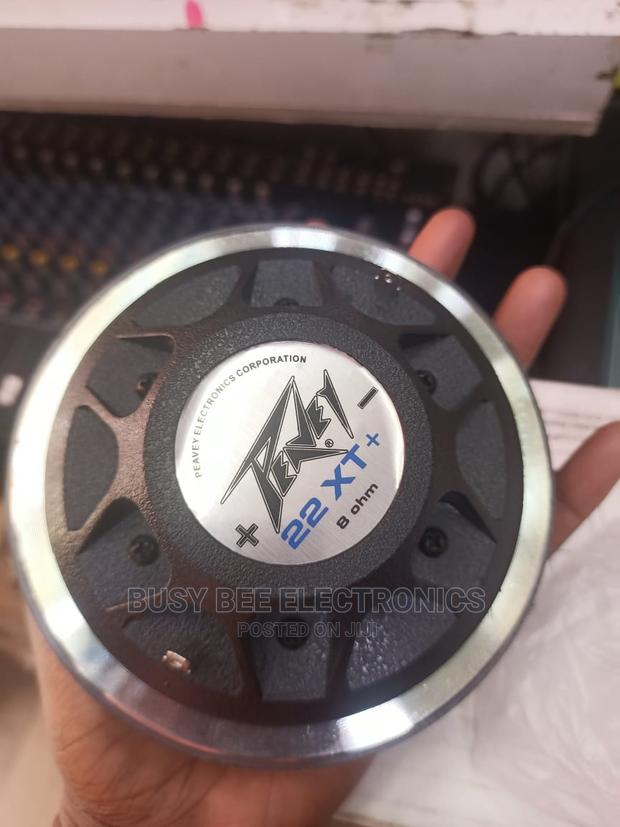 PEAVEY ELECTRONICS CORPORATION
PEAVEY®
−
22 XT+
8 ohm
+
BUSY BEE ELECTRONICS
POSTED ON JIJI